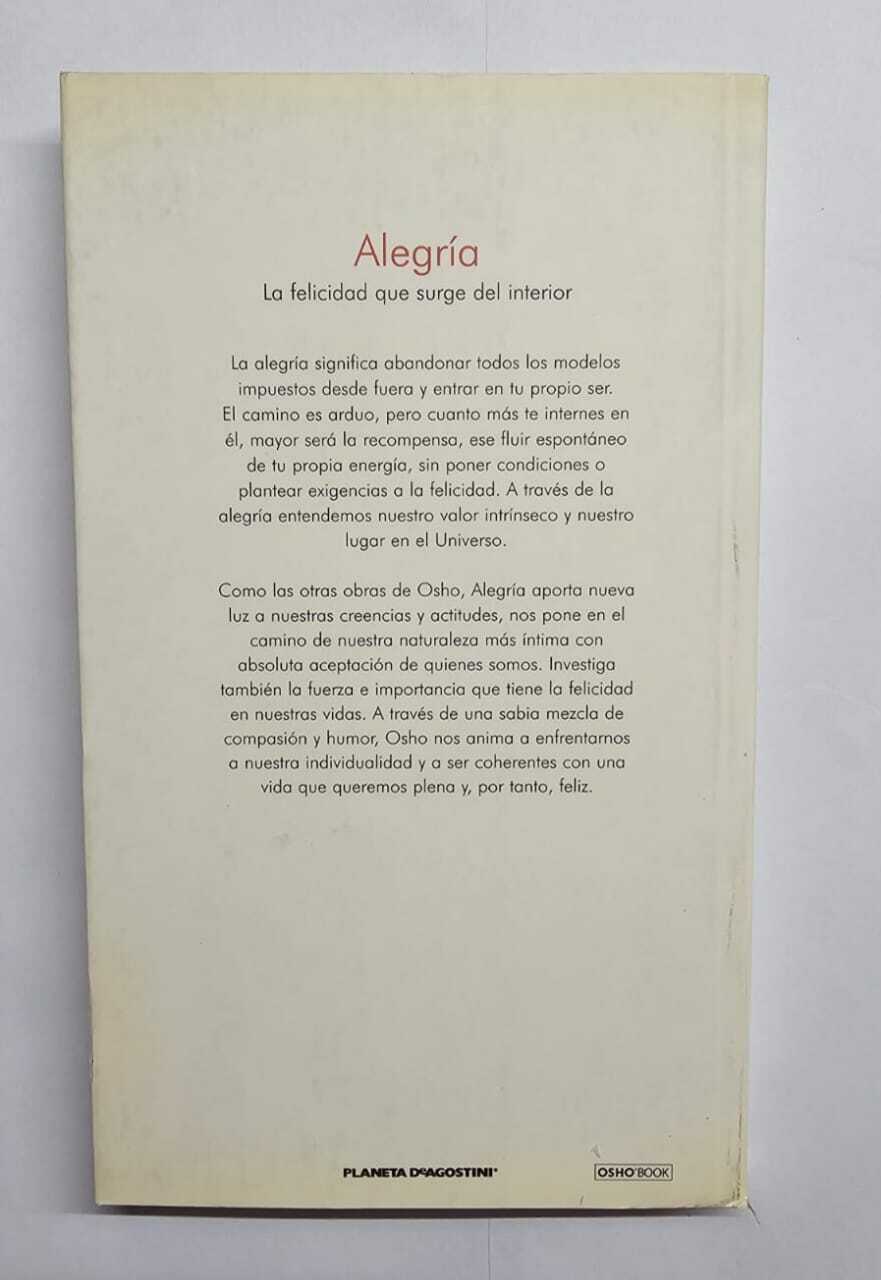 Alegría
La felicidad que surge del interior
La alegría significa abandonar todos los modelos
impuestos desde fuera y entrar en tu propio ser.
El camino es arduo, pero cuanto más te internes en
él, mayor será la recompensa, ese fluir espontáneo
de tu propia energía, sin poner condiciones o
plantear exigencias a la felicidad. A través de la
alegría entendemos nuestro valor intrínseco y nuestro
lugar en el Universo.
Como las otras obras de Osho, Alegría aporta nueva
luz a nuestras creencias y actitudes, nos pone en el
camino de nuestra naturaleza más íntima con
absoluta aceptación de quienes somos. Investiga
también la fuerza e importancia que tiene la felicidad
en nuestras vidas. A través de una sabia mezcla de
compasión y humor, Osho nos anima a enfrentarnos
a nuestra individualidad y a ser coherentes con una
vida que queremos plena y, por tanto, feliz.
PLANETA DeAGOSTINI
OSHO BOOK